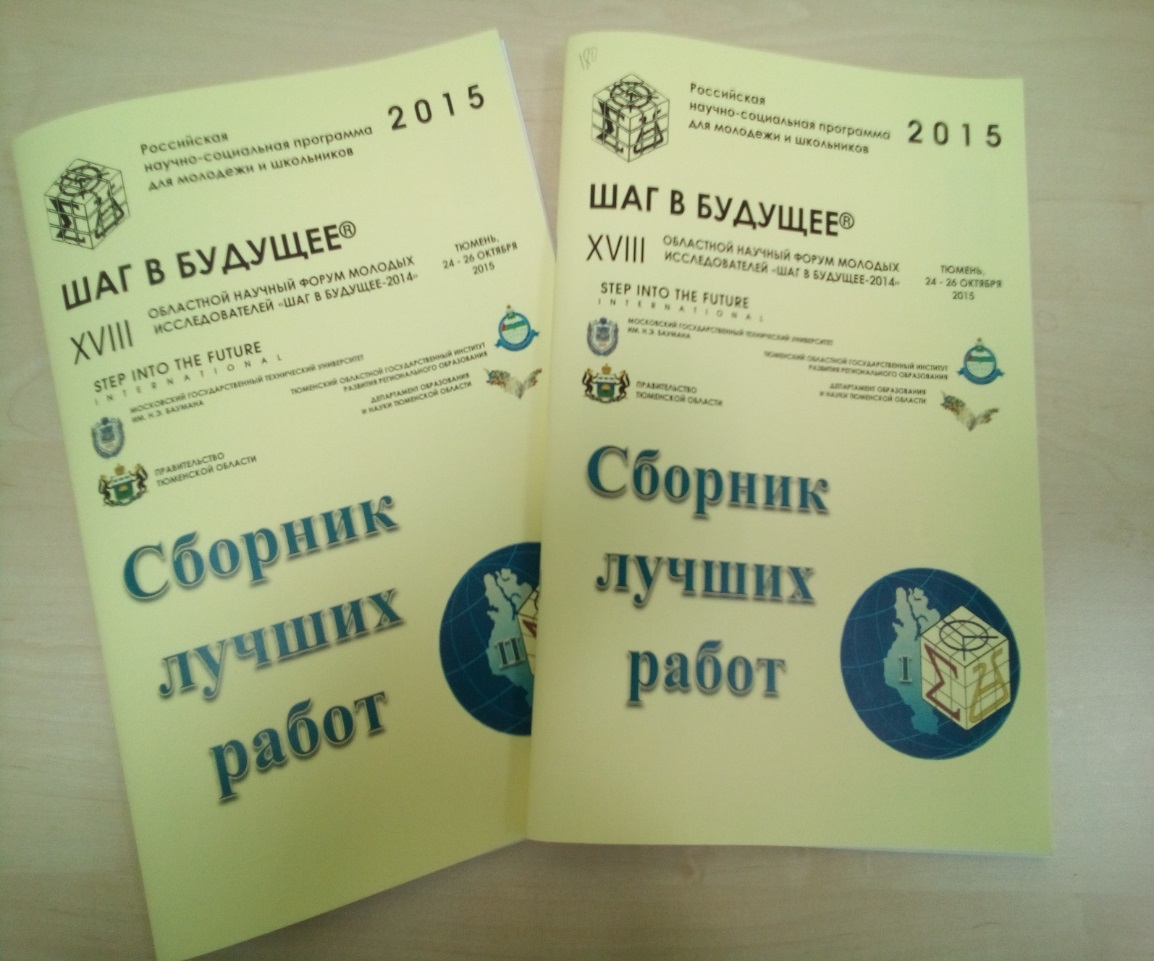 Российская
научно-социальная программа
для молодежи и школьников
2015
ШАГ В БУДУЩЕЕ®
XVIII
ОБЛАСТНОЙ НАУЧНЫЙ ФОРУМ МОЛОДЫХ
ИССЛЕДОВАТЕЛЕЙ «ШАГ В БУДУЩЕЕ-2014»
ТЮМЕНЬ,
24 - 26 ОКТЯБРЯ
2015
STEP INTO THE FUTURE
INTERNATIONAL
МОСКОВСКИЙ ГОСУДАРСТВЕННЫЙ ТЕХНИЧЕСКИЙ УНИВЕРСИТЕТ
ИМ. Н.Э. БАУМАНА
ТЮМЕНСКИЙ ОБЛАСТНОЙ ГОСУДАРСТВЕННЫЙ ИНСТИТУТ
РАЗВИТИЯ РЕГИОНАЛЬНОГО ОБРАЗОВАНИЯ
ДЕПАРТАМЕНТ ОБРАЗОВАНИЯ
И НАУКИ ТЮМЕНСКОЙ ОБЛАСТИ
ПРАВИТЕЛЬСТВО
ТЮМЕНСКОЙ ОБЛАСТИ
Сборник
лучших
работ
II
Российская
научно-социальная программа
для молодежи и школьников
2015
ШАГ В БУДУЩЕЕ®
XVIII
ОБЛАСТНОЙ НАУЧНЫЙ ФОРУМ МОЛОДЫХ
ИССЛЕДОВАТЕЛЕЙ «ШАГ В БУДУЩЕЕ-2014»
ТЮМЕНЬ,
24 - 26 ОКТЯБРЯ
2015
STEP INTO THE FUTURE
INTERNATIONAL
МОСКОВСКИЙ ГОСУДАРСТВЕННЫЙ ТЕХНИЧЕСКИЙ УНИВЕРСИТЕТ
ИМ. Н.Э. БАУМАНА
ТЮМЕНСКИЙ ОБЛАСТНОЙ ГОСУДАРСТВЕННЫЙ ИНСТИТУТ
РАЗВИТИЯ РЕГИОНАЛЬНОГО ОБРАЗОВАНИЯ
ПРАВИТЕЛЬСТВО
ТЮМЕНСКОЙ ОБЛАСТИ
ДЕПАРТАМЕНТ ОБРАЗОВАНИЯ
И НАУКИ ТЮМЕНСКОЙ ОБЛАСТИ
Сборник
лучших
работ
I